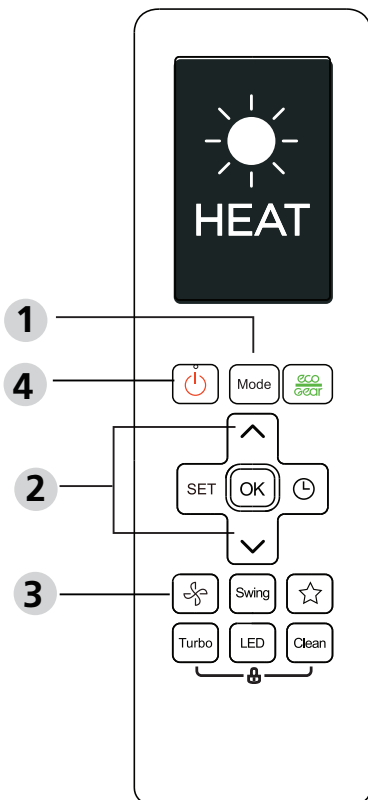 HEAT
1
4
Mode
eco
gear
2
SET
OK
3
Swing
Turbo
LED
Clean